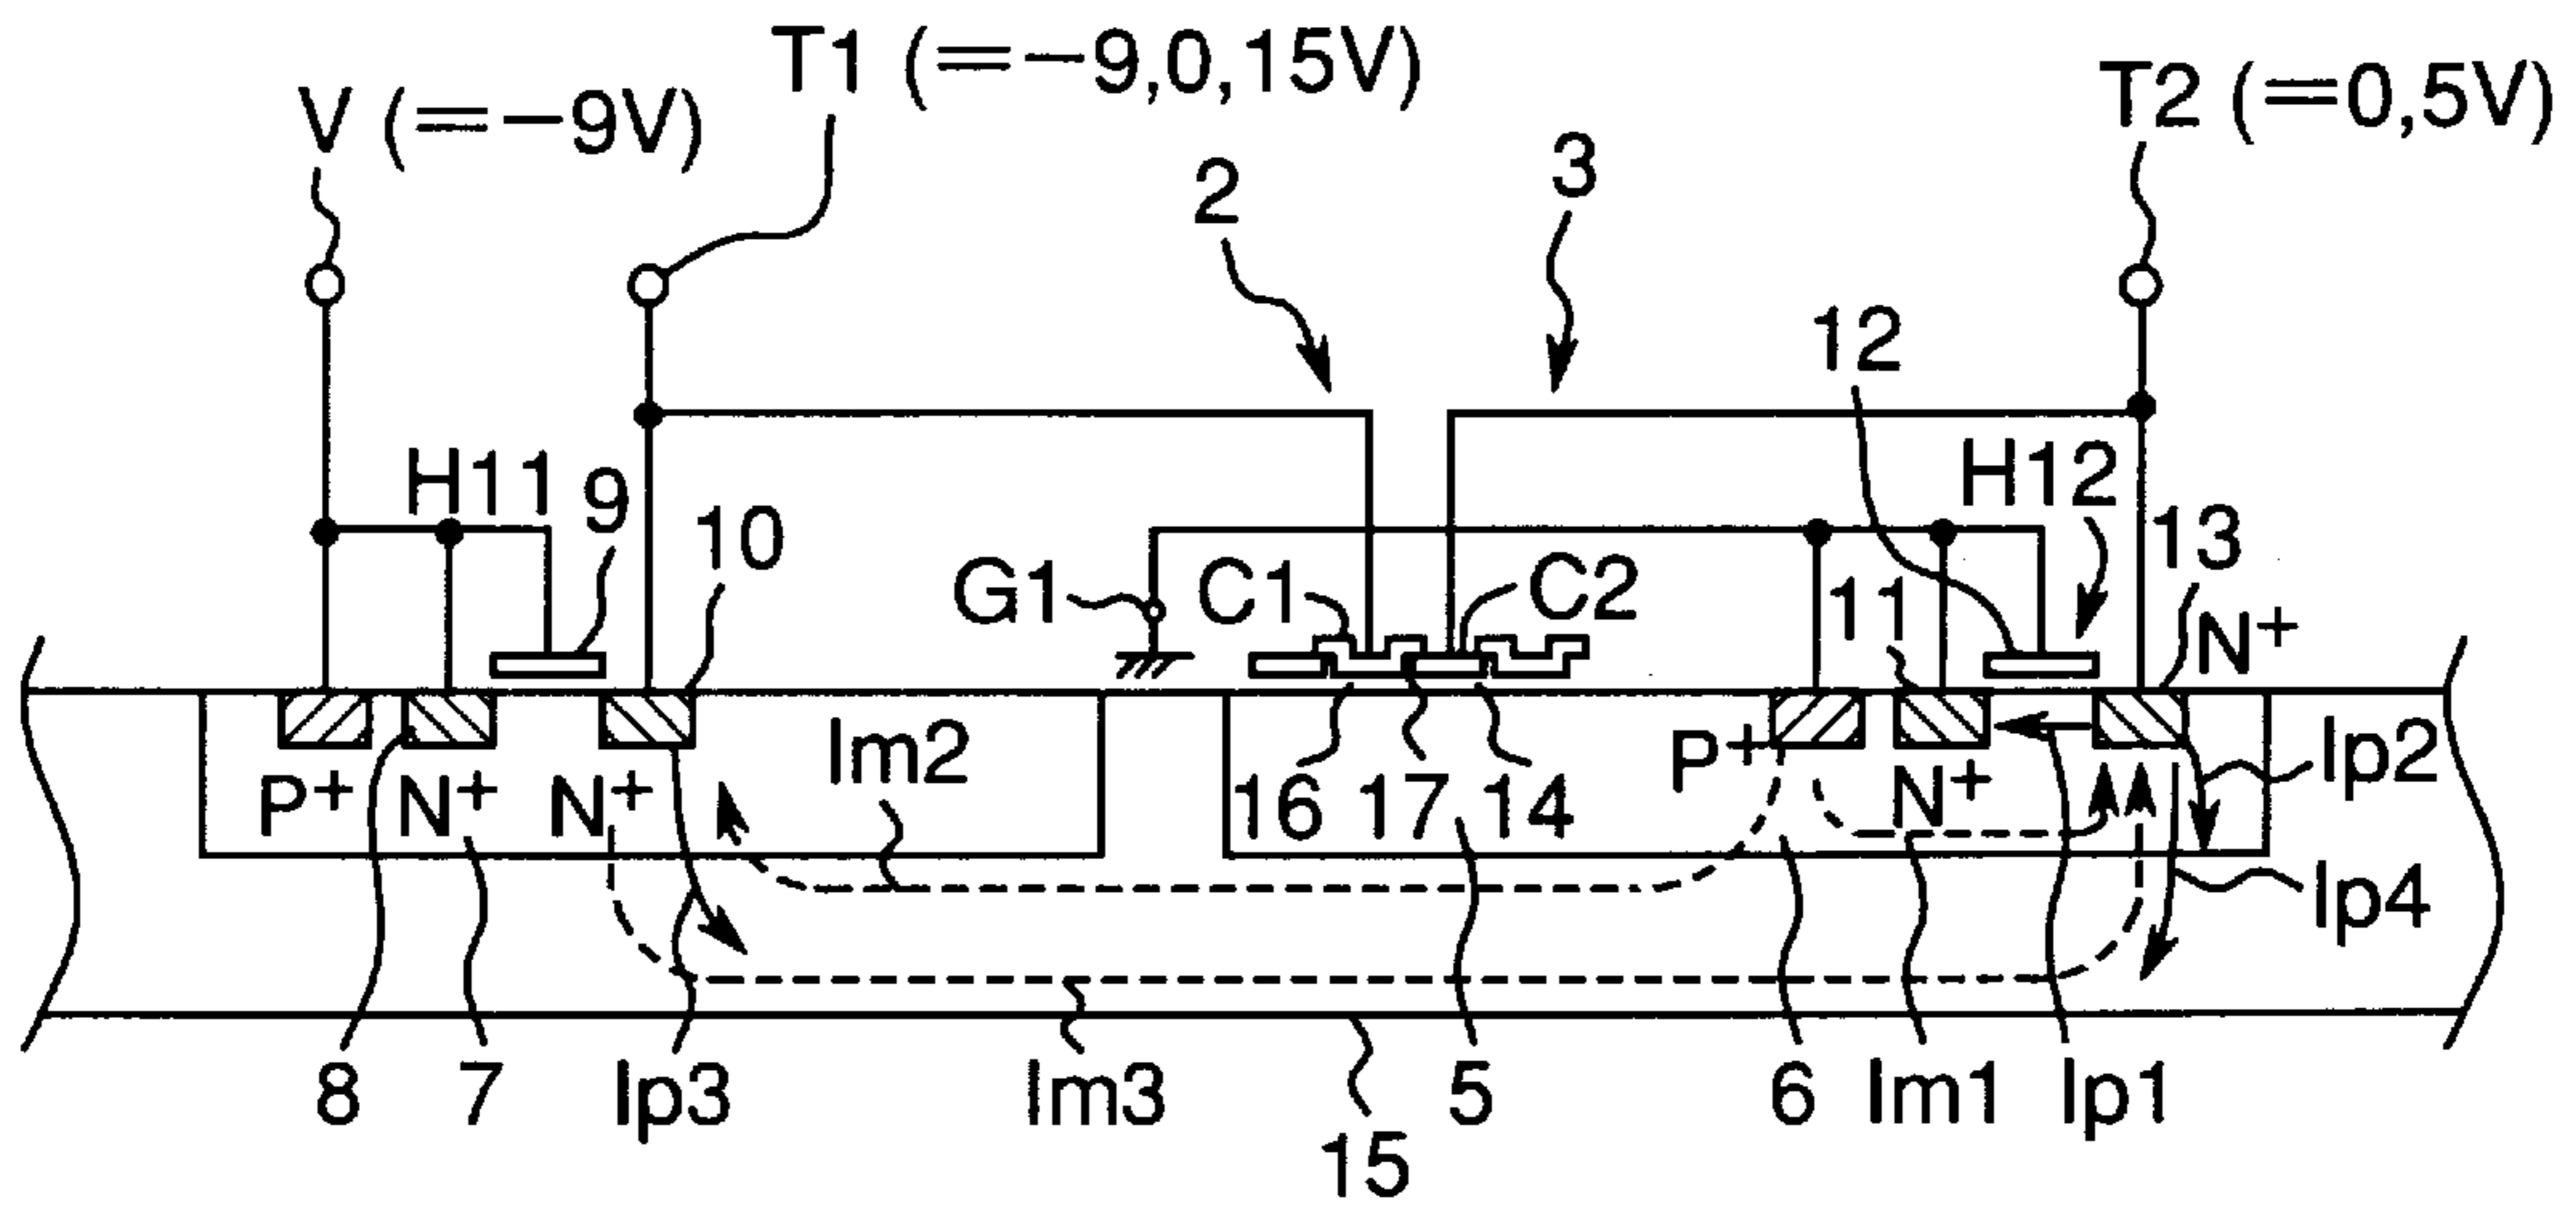 T1 (=-9,0,15V)
V (=-9V)
T2 (=0,5V)
2
3
12
H11
9
10
H12
13
G1
C1
C2
11
N+
P+
N+
N+
Im2
16
17
14
P+
N+
Ip2
Ip4
8
7
Ip3
Im3
15
5
6
Im1
Ip1